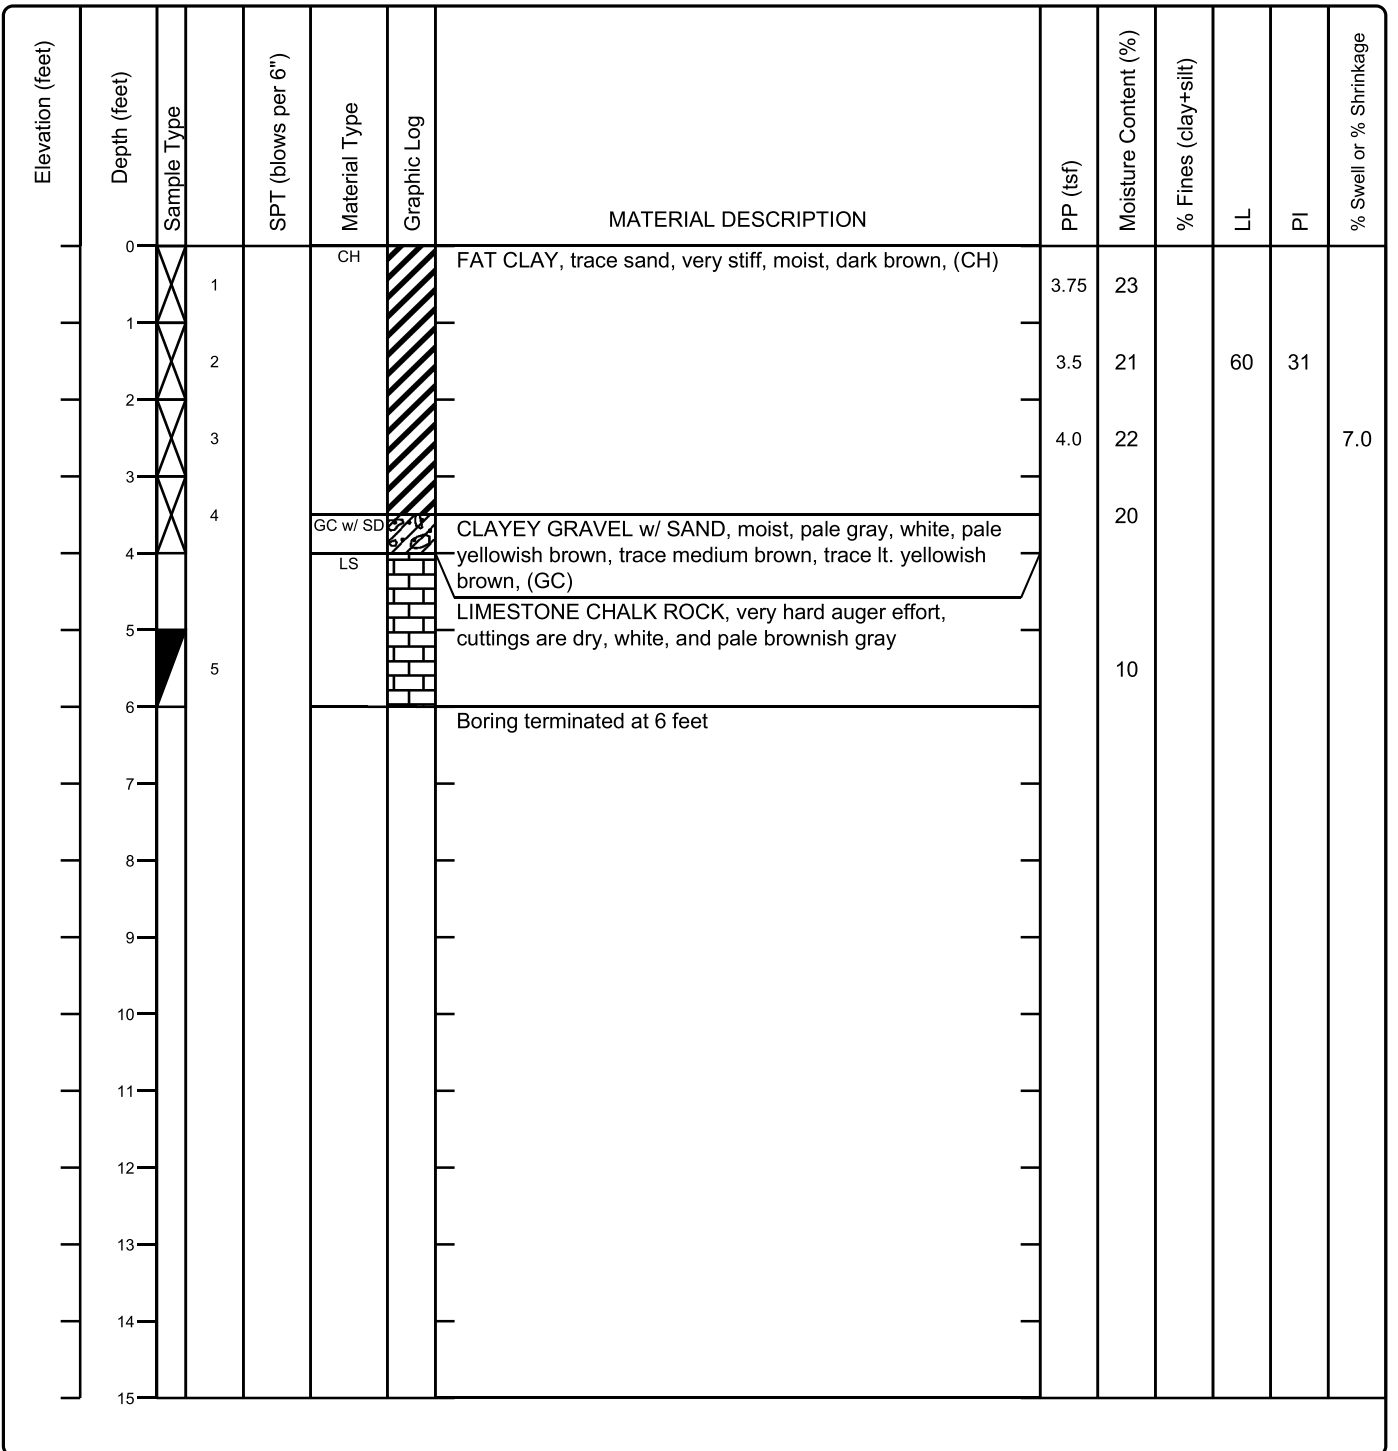 Elevation (feet)
Depth (feet)
Sample Type
SPT (blows per 6")
Material Type
Graphic Log
MATERIAL DESCRIPTION
PP (tsf)
Moisture Content (%)
% Fines (clay+silt)
LL
PI
% Swell or % Shrinkage
0
CH
FAT CLAY, trace sand, very stiff, moist, dark brown, (CH)
1
3.75
23
1
2
3.5
21
60
31
2
3
4.0
22
7.0
3
4
20
GC w/ SD
CLAYEY GRAVEL w/ SAND, moist, pale gray, white, pale
yellowish brown, trace medium brown, trace lt. yellowish
brown, (GC)
4
LS
LIMESTONE CHALK ROCK, very hard auger effort,
cuttings are dry, white, and pale brownish gray
5
5
10
6
Boring terminated at 6 feet
7
8
9
10
11
12
13
14
15